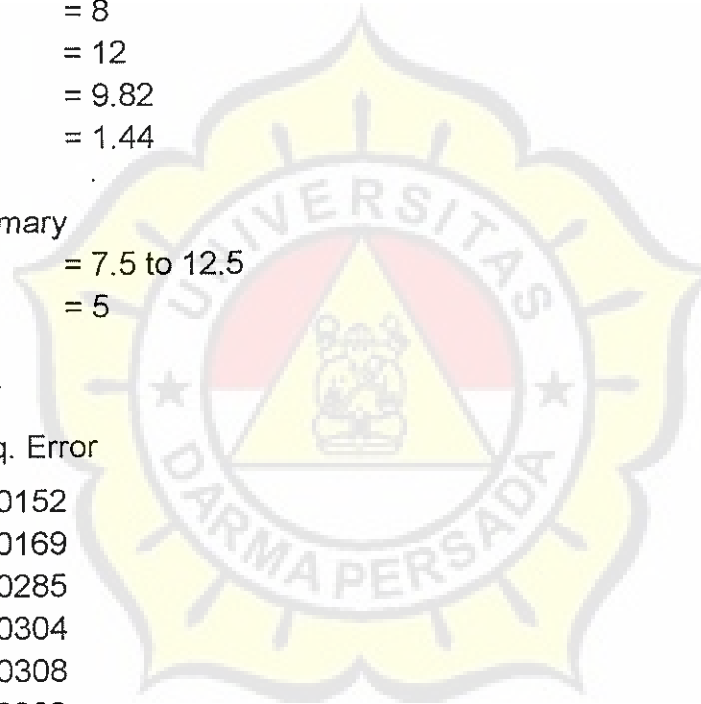 = 8
= 12
= 9.82
= 1.44
mary
= 7.5 to 12.5
= 5
q. Error
0152
0169
0285
0304
0308
UNIVERSITAS
DARMA PERSADA